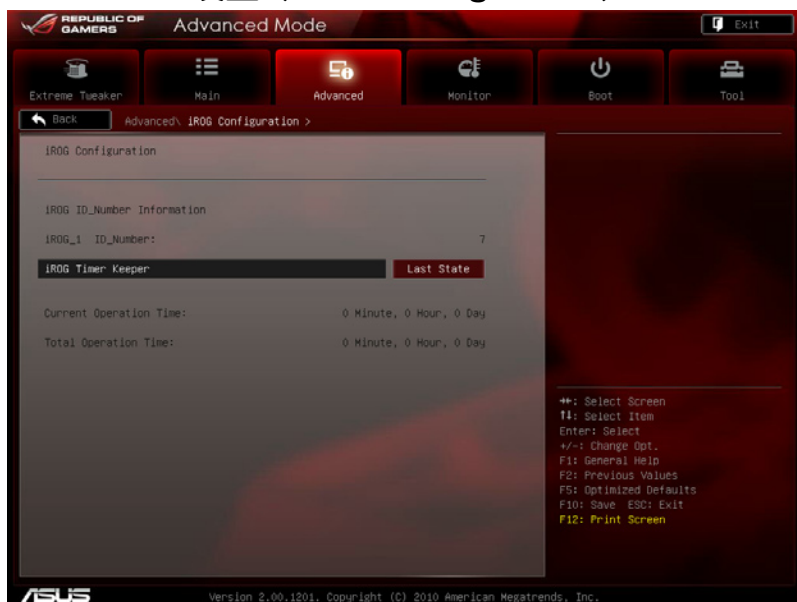 REPUBLIC OF GAMERS
Advanced Mode
Exit
Extreme Tweaker
Main
Advanced
Monitor
Boot
Tool
Back
Advanced\ iROG Configuration >
iROG Configuration
iROG ID_Number Information
iROG_1 ID_Number: 7
iROG Timer Keeper Last State
Current Operation Time: 0 Minute, 0 Hour, 0 Day
Total Operation Time: 0 Minute, 0 Hour, 0 Day
→←: Select Screen
↑↓: Select Item
Enter: Select
+/-: Change Opt.
F1: General Help
F2: Previous Values
F5: Optimized Defaults
F10: Save ESC: Exit
F12: Print Screen
ASUS
Version 2.00.1201. Copyright (C) 2010 American Megatrends, Inc.